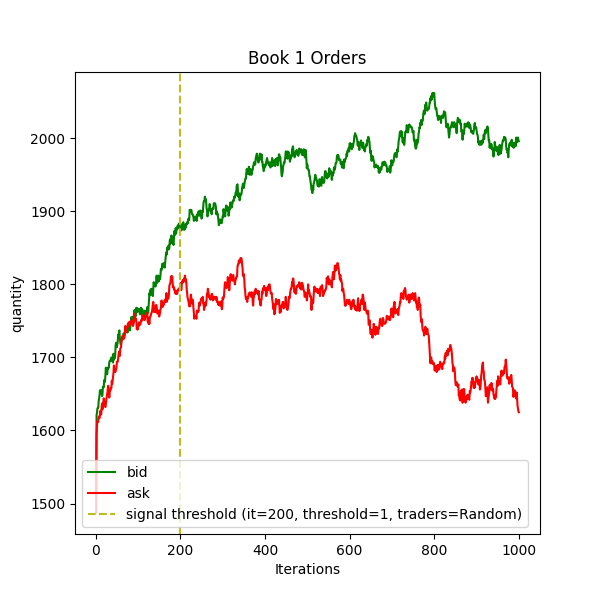 Book 1 Orders
quantity
2000
1900
1800
1700
1600
1500
bid
ask
signal threshold (it=200, threshold=1, traders=Random)
0 200 400 600 800 1000
Iterations